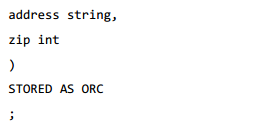 address string,
zip int
)
STORED AS ORC
;